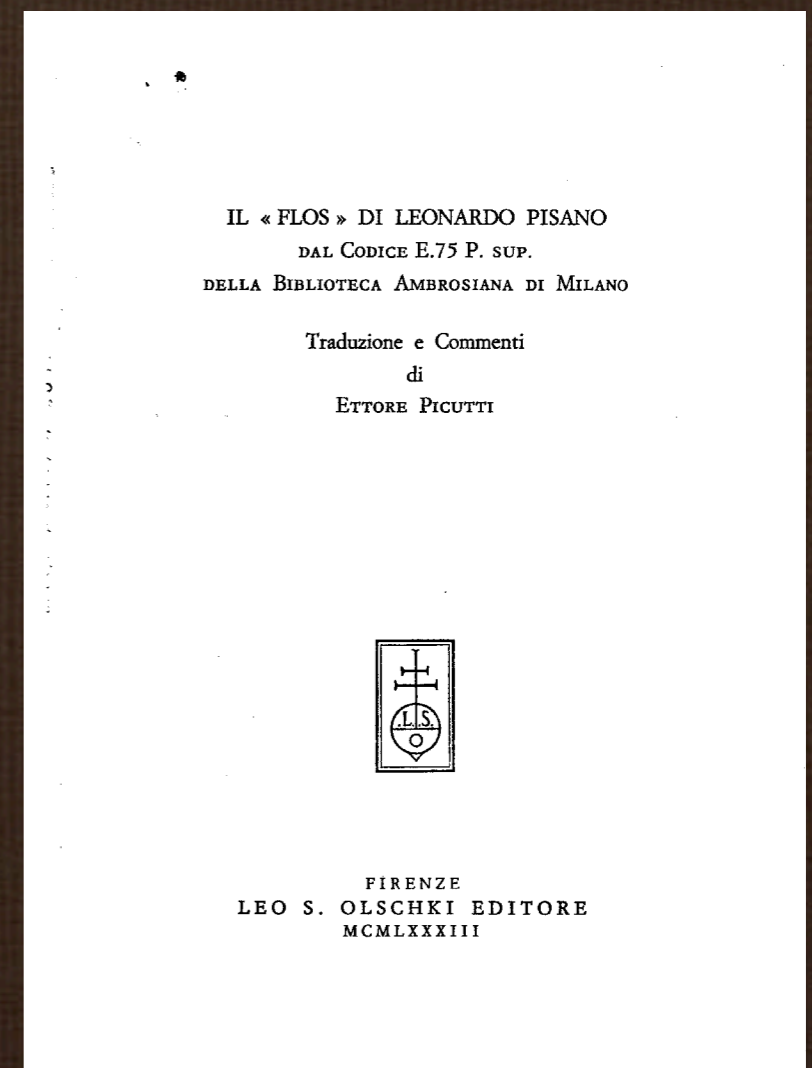 IL « FLOS » DI LEONARDO PISANO
DAL CODICE E.75 P. SUP.
DELLA BIBLIOTECA AMBROSIANA DI MILANO
Traduzione e Commenti
di
ETTORE PICUTTI
.L.S.
FIRENZE
LEO S. OLSCHKI EDITORE
MCMLXXXIII